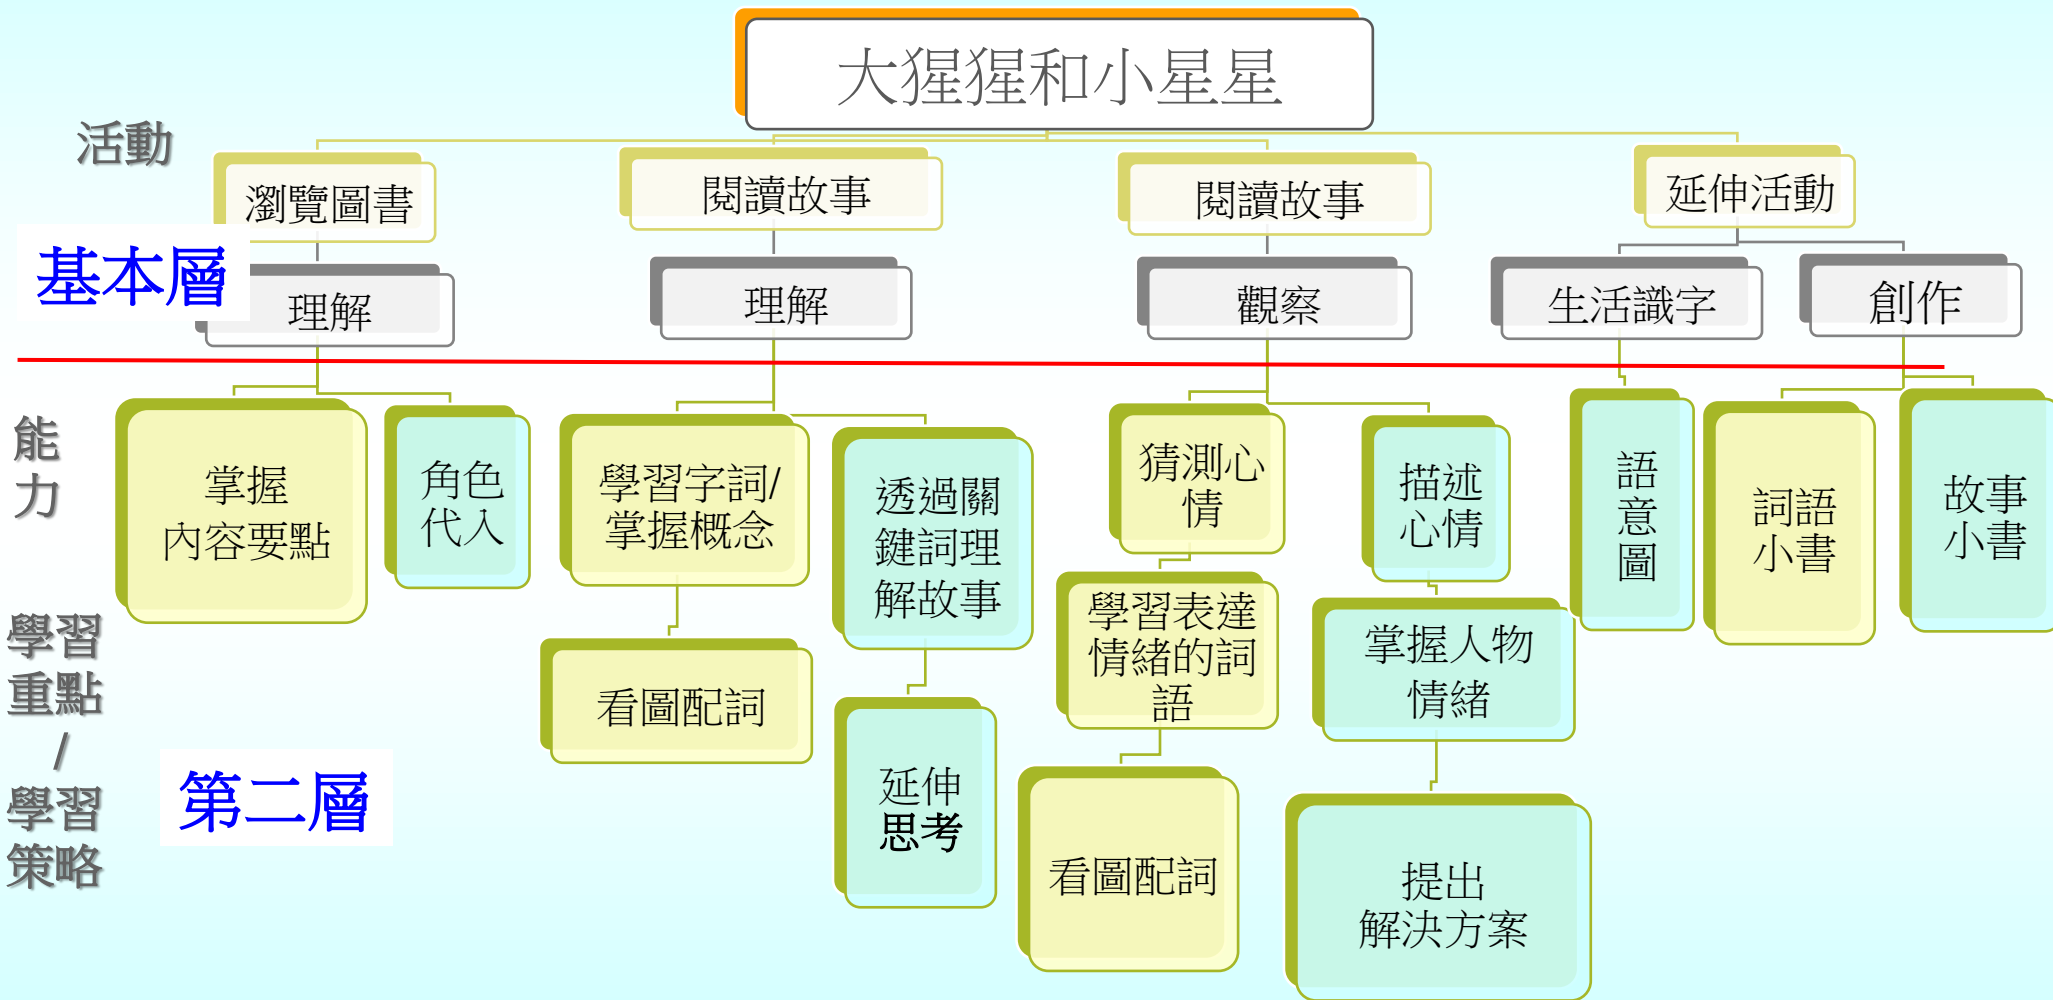 大猩猩和小星星
活動
瀏覽圖書
閱讀故事
閱讀故事
延伸活動
基本層
理解
理解
觀察
生活識字
創作
能
力
掌握
內容要點
角色
代入
學習字詞/
掌握概念
透過關
鍵詞理
解故事
猜測心
情
描述
心情
語
意
圖
詞語
小書
故事
小書
學習
重點
/
學習
策略
看圖配詞
學習表達
情緒的詞
語
掌握人物
情緒
第二層
延伸
思考
看圖配詞
提出
解決方案